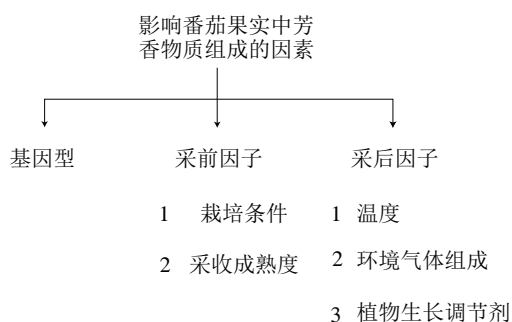 影响番茄果实中芳
香物质组成的因素
基因型
采前因子
采后因子
1 栽培条件
2 采收成熟度
1 温度
2 环境气体组成
3 植物生长调节剂